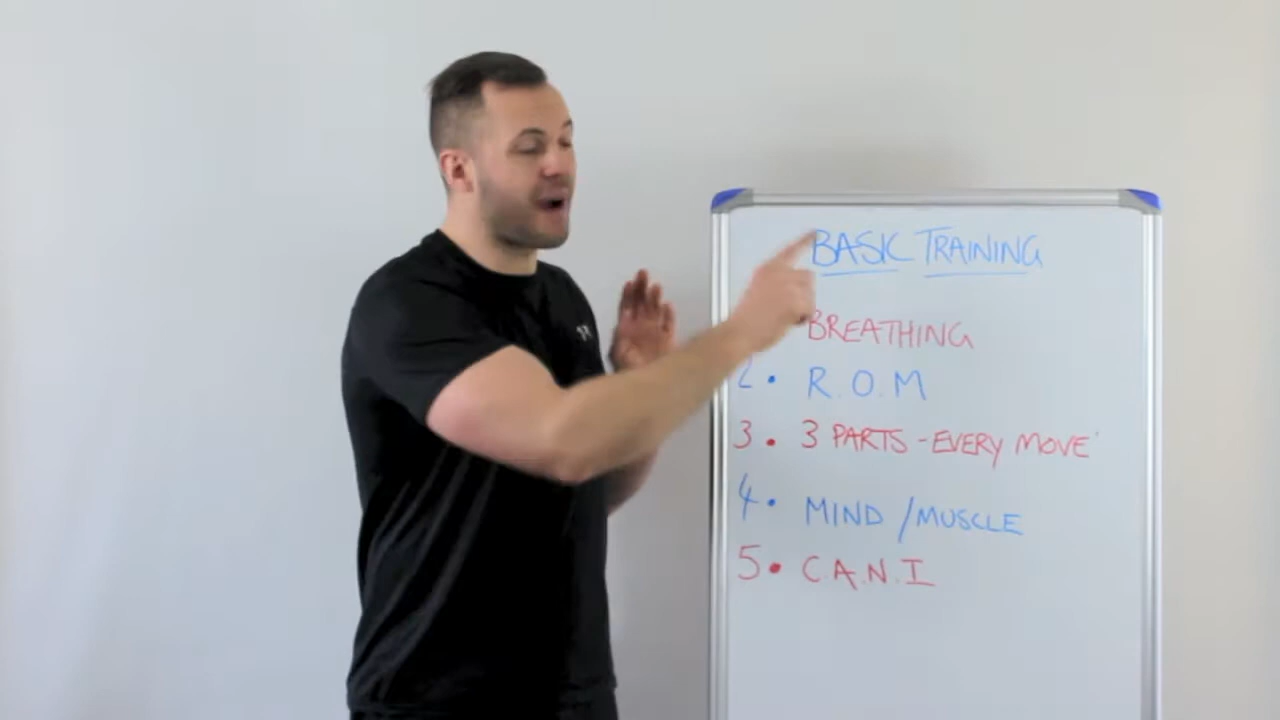 BASIC TRAINING
BREATHING
2. R.O.M
3. 3 PARTS - EVERY MOVE
4. MIND / MUSCLE
5. C.A.N.I